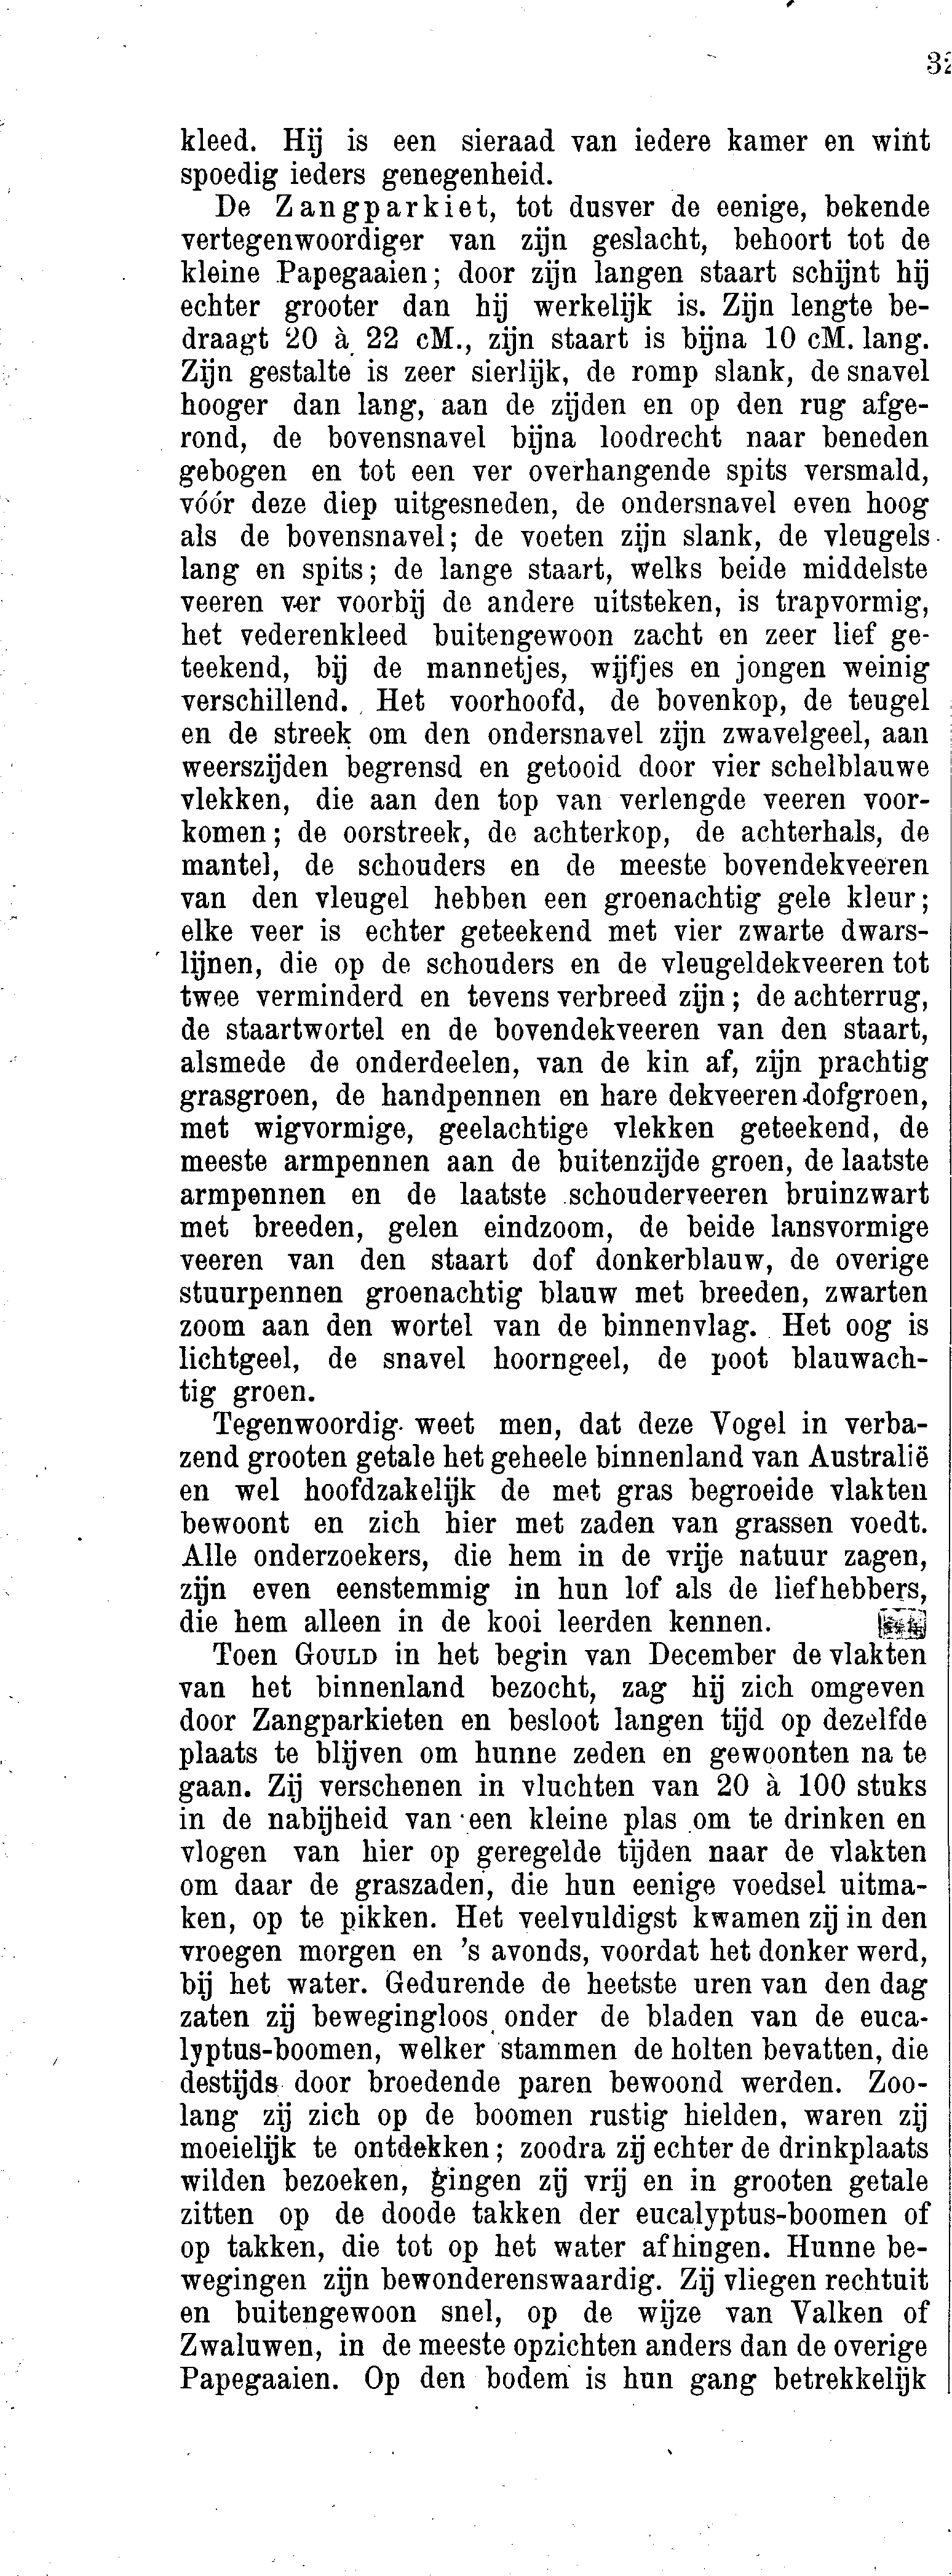 32
kleed. Hij is een sieraad van iedere kamer en wint
spoedig ieders genegenheid.
De Zangparkiet, tot dusver de eenige, bekende
vertegenwoordiger van zijn geslacht, behoort tot de
kleine Papegaaien; door zijn langen staart schijnt hij
echter grooter dan hij werkelijk is. Zijn lengte be-
draagt 20 à 22 cM., zijn staart is bijna 10 cM. lang.
Zijn gestalte is zeer sierlijk, de romp slank, de snavel
hooger dan lang, aan de zijden en op den rug afge-
rond, de bovensnavel bijna loodrecht naar beneden
gebogen en tot een ver overhangende spits versmald,
vóór deze diep uitgesneden, de ondersnavel even hoog
als de bovensnavel; de voeten zijn slank, de vleugels
lang en spits; de lange staart, welks beide middelste
veeren ver voorbij de andere uitsteken, is trapvormig,
het vederenkleed buitengewoon zacht en zeer lief ge-
teekend, bij de mannetjes, wijfjes en jongen weinig
verschillend. Het voorhoofd, de bovenkop, de teugel
en de streek om den ondersnavel zijn zwavelgeel, aan
weerszijden begrensd en getooid door vier schelblauwe
vlekken, die aan den top van verlengde veeren voor-
komen; de oorstreek, de achterkop, de achterhals, de
mantel, de schouders en de meeste bovendekveeren
van den vleugel hebben een groenachtig gele kleur;
elke veer is echter geteekend met vier zwarte dwars-
lijnen, die op de schouders en de vleugeldekveeren tot
twee verminderd en tevens verbreed zijn; de achterrug,
de staartwortel en de bovendekveeren van den staart,
alsmede de onderdeelen, van de kin af, zijn prachtig
grasgroen, de handpennen en hare dekveeren dofgroen,
met wigvormige, geelachtige vlekken geteekend, de
meeste armpennen aan de buitenzijde groen, de laatste
armpennen en de laatste schouderveeren bruinzwart
met breeden, gelen eindzoom, de beide lansvormige
veeren van den staart dof donkerblauw, de overige
stuurpennen groenachtig blauw met breeden, zwarten
zoom aan den wortel van de binnenvlag. Het oog is
lichtgeel, de snavel hoorngeel, de poot blauwach-
tig groen.
Tegenwoordig weet men, dat deze Vogel in verba-
zend grooten getale het geheele binnenland van Australië
en wel hoofdzakelijk de met gras begroeide vlakten
bewoont en zich hier met zaden van grassen voedt.
Alle onderzoekers, die hem in de vrije natuur zagen,
zijn even eenstemmig in hun lof als de liefhebbers,
die hem alleen in de kooi leerden kennen.
Toen GOULD in het begin van December de vlakten
van het binnenland bezocht, zag hij zich omgeven
door Zangparkieten en besloot langen tijd op dezelfde
plaats te blijven om hunne zeden en gewoonten na te
gaan. Zij verschenen in vluchten van 20 à 100 stuks
in de nabijheid van een kleine plas om te drinken en
vlogen van hier op geregelde tijden naar de vlakten
om daar de graszaden, die hun eenige voedsel uitma-
ken, op te pikken. Het veelvuldigst kwamen zij in den
vroegen morgen en 's avonds, voordat het donker werd,
bij het water. Gedurende de heetste uren van den dag
zaten zij bewegingloos onder de bladen van de euca-
lyptus-boomen, welker stammen de holten bevatten, die
destijds door broedende paren bewoond werden. Zoo-
lang zij zich op de boomen rustig hielden, waren zij
moeielijk te ontdekken; zoodra zij echter de drinkplaats
wilden bezoeken, gingen zij vrij en in grooten getale
zitten op de doode takken der eucalyptus-boomen of
op takken, die tot op het water afhingen. Hunne be-
wegingen zijn bewonderenswaardig. Zij vliegen rechtuit
en buitengewoon snel, op de wijze van Valken of
Zwaluwen, in de meeste opzichten anders dan de overige
Papegaaien. Op den bodem is hun gang betrekkelijk